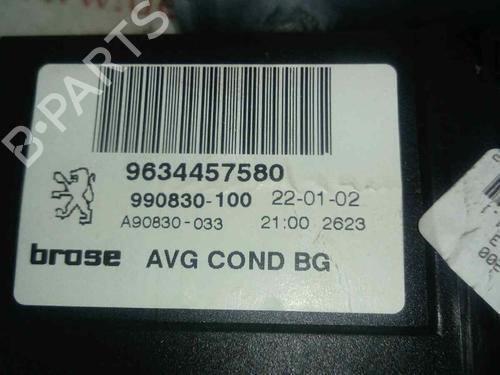 9634457580
990830-100 22-01-02
A90830-033 21:00 2623
brose AVG COND BG
B-PARTS